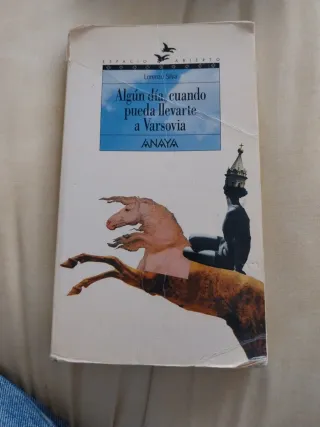 ESPACIO ABIERTO
Lorenzo Silva
Algún día, cuando
pueda llevarte
a Varsovia
ANAYA